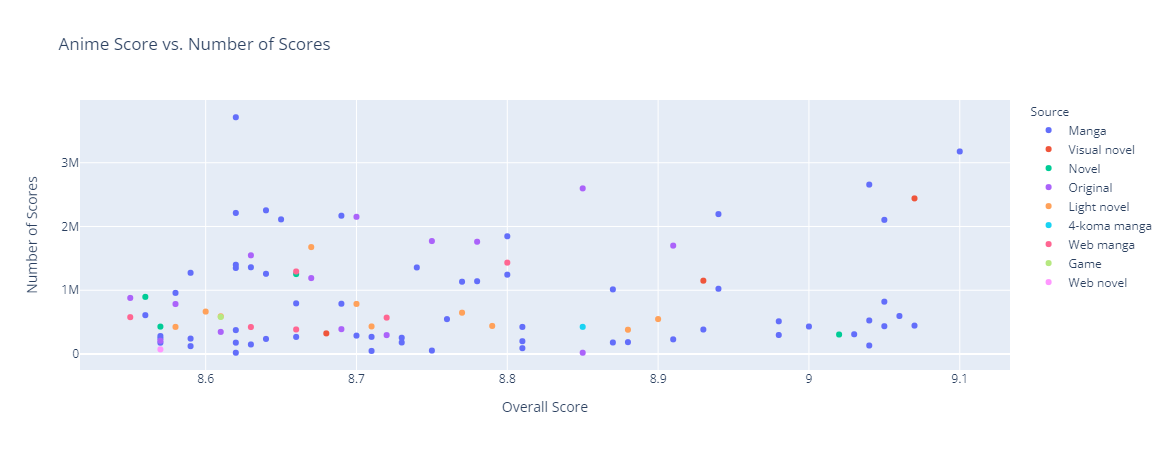 Anime Score vs. Number of Scores
Number of Scores
3M
2M
1M
0
8.6
8.7
8.8
8.9
9
9.1
Overall Score
Source
Manga
Visual novel
Novel
Original
Light novel
4-koma manga
Web manga
Game
Web novel